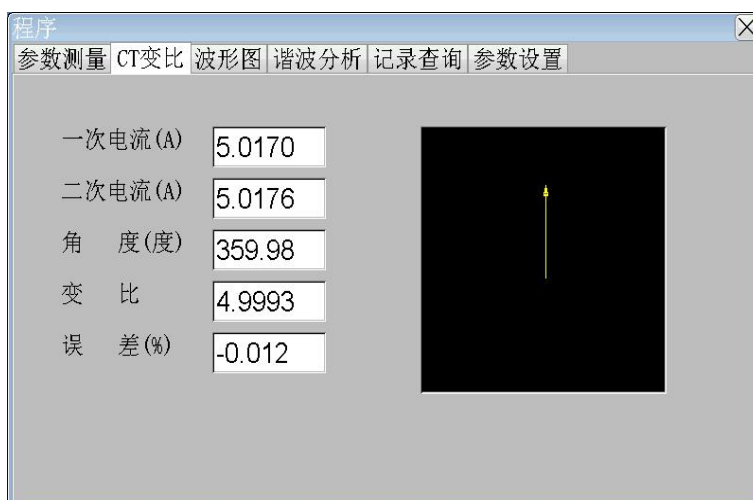 程序
参数测量 CT变比 波形图 谐波分析 记录查询 参数设置
一次电流(A) 5.0170
二次电流(A) 5.0176
角 度(度) 359.98
变 比 4.9993
误 差(%) -0.012